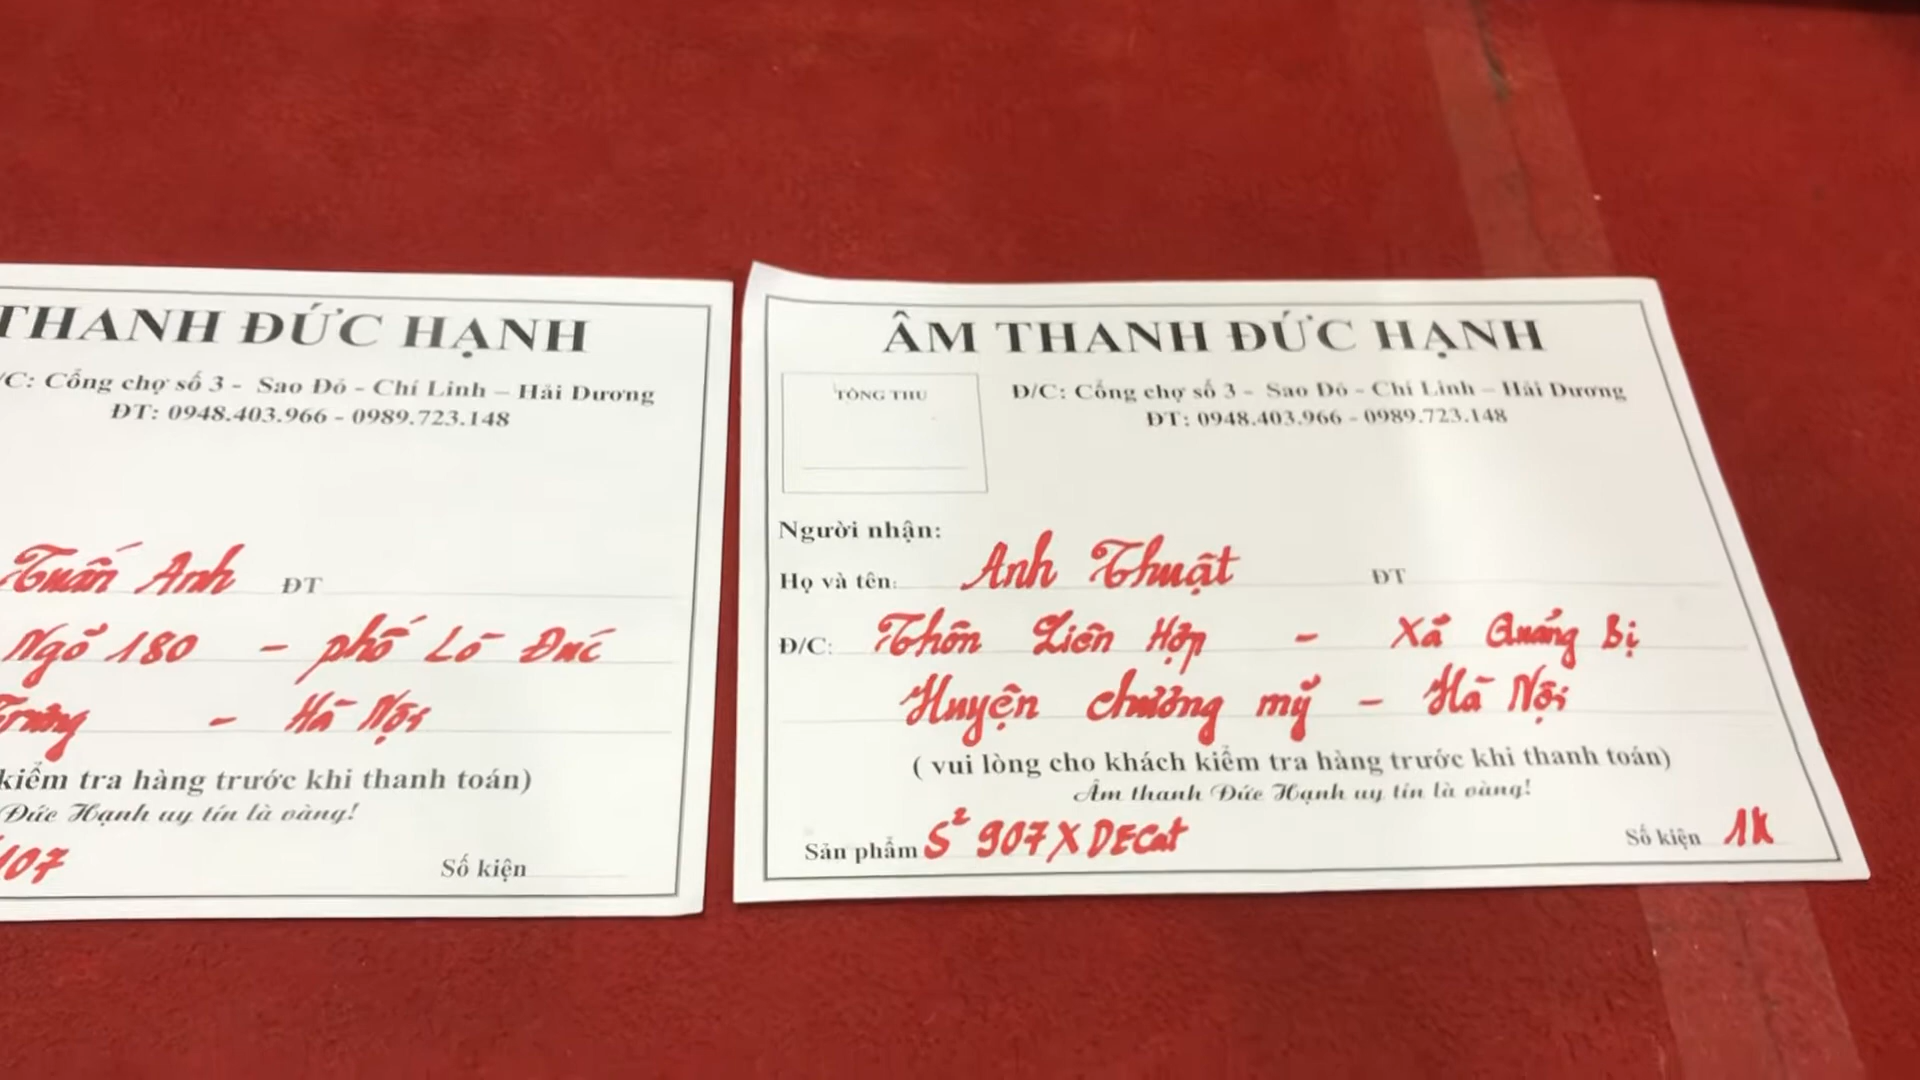 THANH ĐỨC HẠNH
/C: Cổng chợ số 3 - Sao Đỏ - Chí Linh – Hải Dương
ĐT: 0948.403.966 - 0989.723.148
Tuấn Anh ĐT
Ngõ 180 - phố Lò Đúc
Trưng - Hà Nội
kiểm tra hàng trước khi thanh toán)
Đức Hạnh uy tín là vàng!
107 Số kiện
ÂM THANH ĐỨC HẠNH
TỔNG THU
Đ/C: Cổng chợ số 3 - Sao Đỏ - Chí Linh – Hải Dương
ĐT: 0948.403.966 - 0989.723.148
Người nhận:
Họ và tên: Anh Thuật ĐT
Đ/C: Thôn Liên Hợp - Xã Quảng Bị
Huyện chương mỹ - Hà Nội
( vui lòng cho khách kiểm tra hàng trước khi thanh toán)
Âm thanh Đức Hạnh uy tín là vàng!
Sản phẩm S² 907X DECat Số kiện 1K